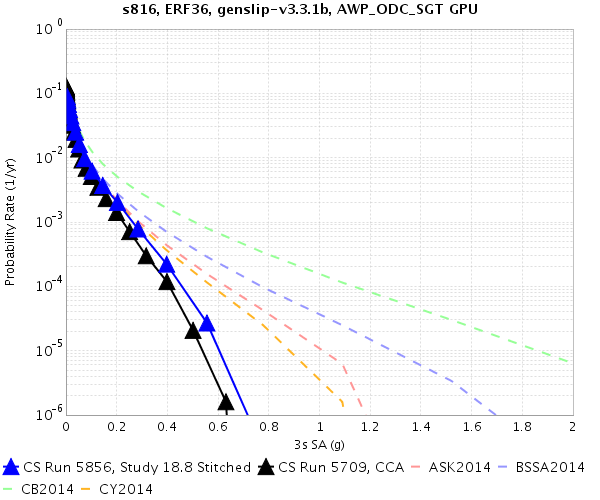 s816, ERF36, genslip-v3.3.1b, AWP_ODC_SGT GPU
10 0
10 -1
10 -2
10 -3
10 -4
10 -5
10 -6
Probability Rate (1/yr)
0 0.2 0.4 0.6 0.8 1 1.2 1.4 1.6 1.8 2
3s SA (g)
CS Run 5856, Study 18.8 Stitched CS Run 5709, CCA ASK2014 BSSA2014
CB2014 CY2014